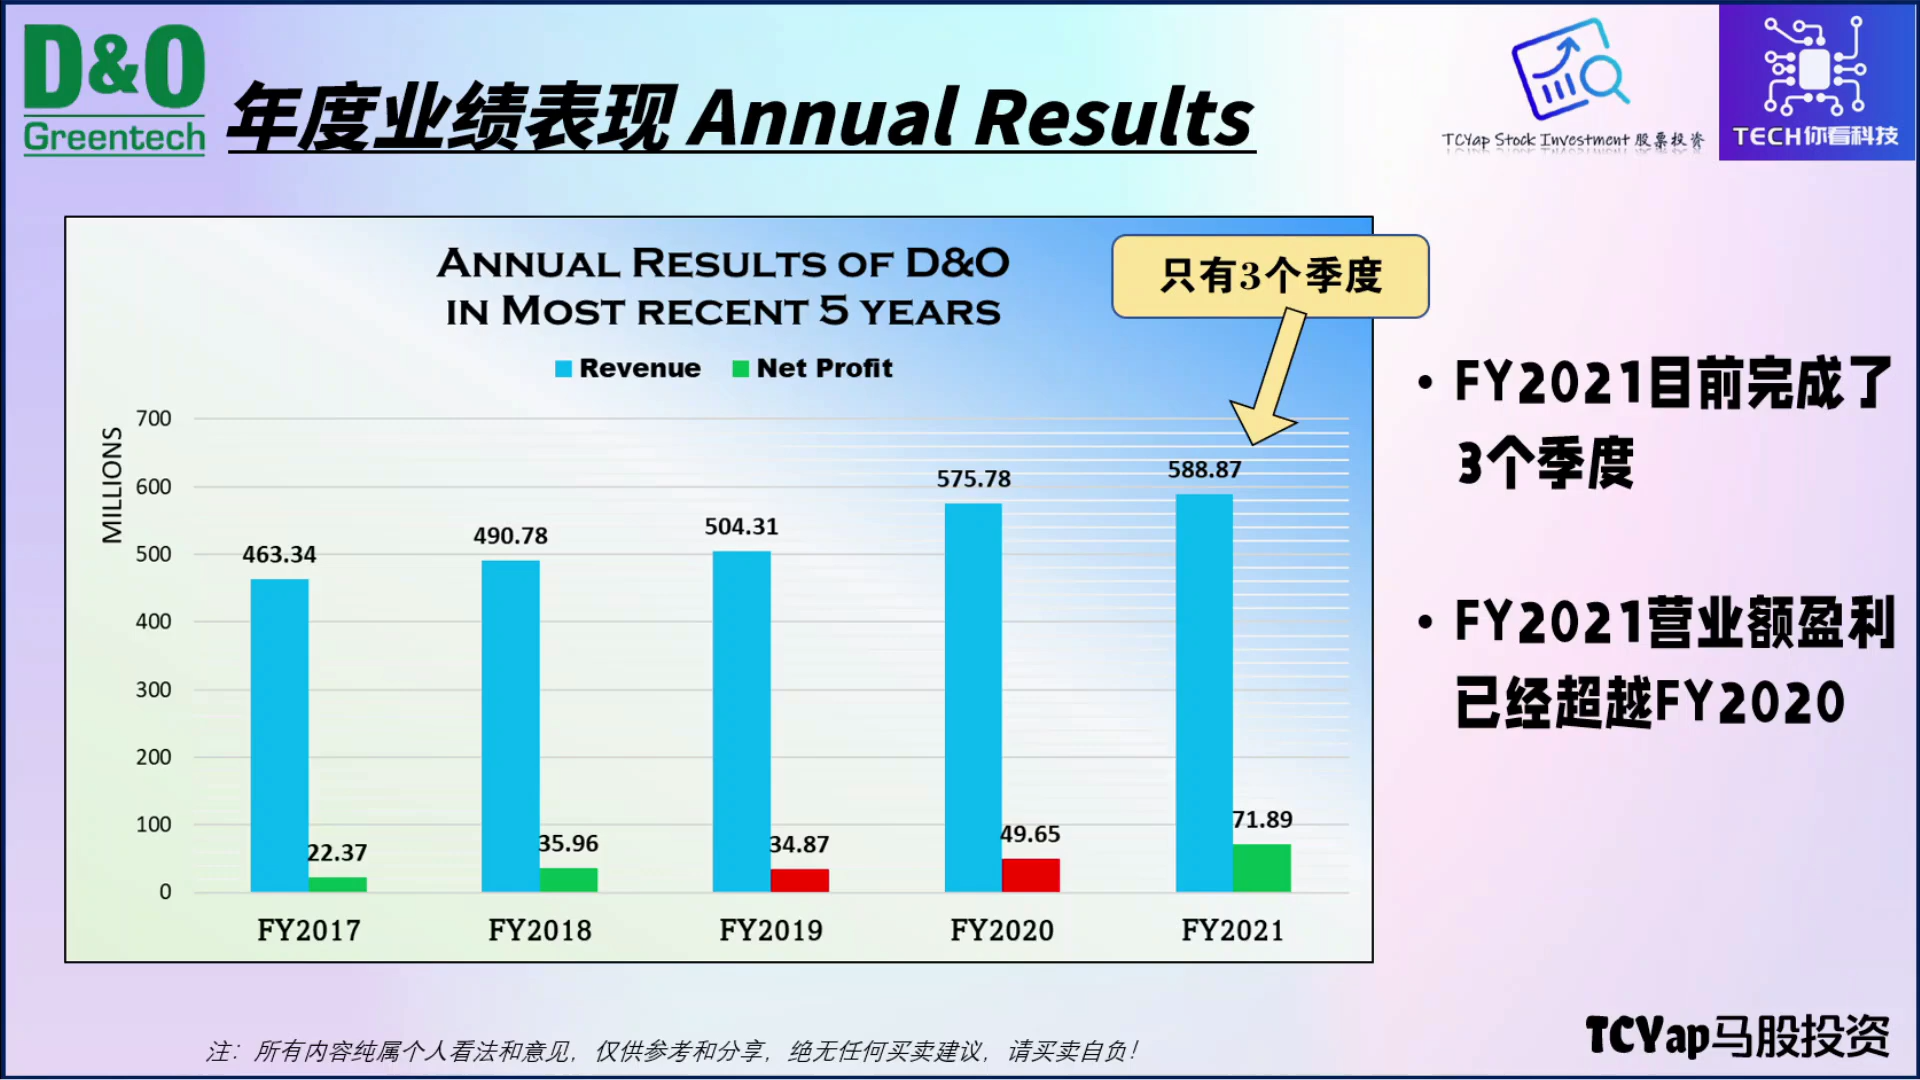 D&O
Greentech
年度业绩表现 Annual Results
TCYap Stock Investment 股票投资
TECH你看科技
ANNUAL RESULTS OF D&O
IN MOST RECENT 5 YEARS
只有3个季度
Revenue Net Profit
MILLIONS
700
600
500
400
300
200
100
0
463.34
490.78
504.31
575.78
588.87
22.37
35.96
34.87
49.65
71.89
FY2017
FY2018
FY2019
FY2020
FY2021
• FY2021目前完成了
3个季度
• FY2021营业额盈利
已经超越FY2020
注：所有内容纯属个人看法和意见，仅供参考和分享，绝无任何买卖建议，请买卖自负！
TCYap马股投资